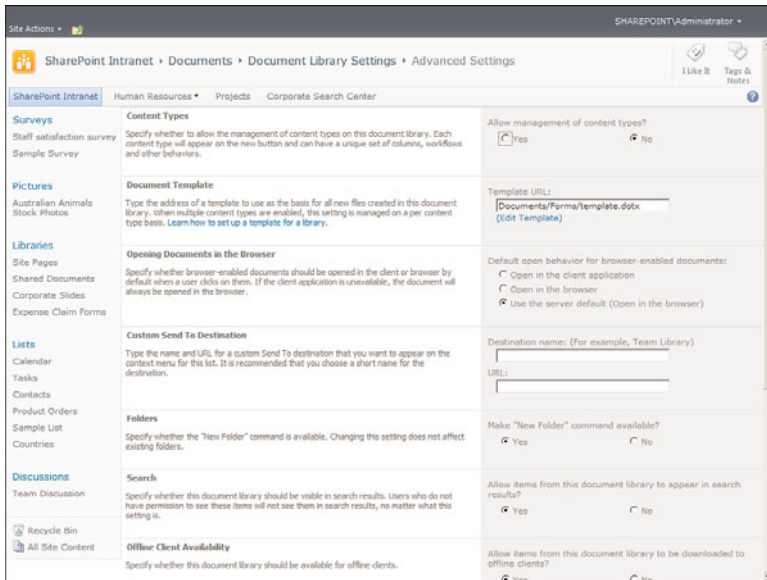 SHAREPOINT\Administrator
Site Actions
SharePoint Intranet › Documents › Document Library Settings › Advanced Settings
I Like It
Tags & Notes
SharePoint Intranet
Human Resources
Projects
Corporate Search Center
Surveys
Staff satisfaction survey
Sample Survey
Pictures
Australian Animals
Stock Photos
Libraries
Site Pages
Shared Documents
Corporate Slides
Expense Claim Forms
Lists
Calendar
Tasks
Contacts
Product Orders
Sample List
Countries
Discussions
Team Discussion
Recycle Bin
All Site Content
Content Types
Specify whether to allow the management of content types on this document library. Each
content type will appear on the new button and can have a unique set of columns, workflows
and other behaviors.
Allow management of content types?
Yes No
Document Template
Type the address of a template to use as the basis for all new files created in this document
library. When multiple content types are enabled, this setting is managed on a per content
type basis. Learn how to set up a template for a library.
Template URL:
Documents/Forms/template.dotx
(Edit Template)
Opening Documents in the Browser
Specify whether browser-enabled documents should be opened in the client or browser by
default when a user clicks on them. If the client application is unavailable, the document will
always be opened in the browser.
Default open behavior for browser-enabled documents:
Open in the client application
Open in the browser
Use the server default (Open in the browser)
Custom Send To Destination
Type the name and URL for a custom Send To destination that you want to appear on the
context menu for this list. It is recommended that you choose a short name for the
destination.
Destination name: (For example, Team Library)
URL:
Folders
Specify whether the "New Folder" command is available. Changing this setting does not affect
existing folders.
Make "New Folder" command available?
Yes No
Search
Specify whether this document library should be visible in search results. Users who do not
have permission to see these items will not see them in search results, no matter what this
setting is.
Allow items from this document library to appear in search
results?
Yes No
Offline Client Availability
Specify whether this document library should be available for offline clients.
Allow items from this document library to be downloaded to
offline clients?
Yes No